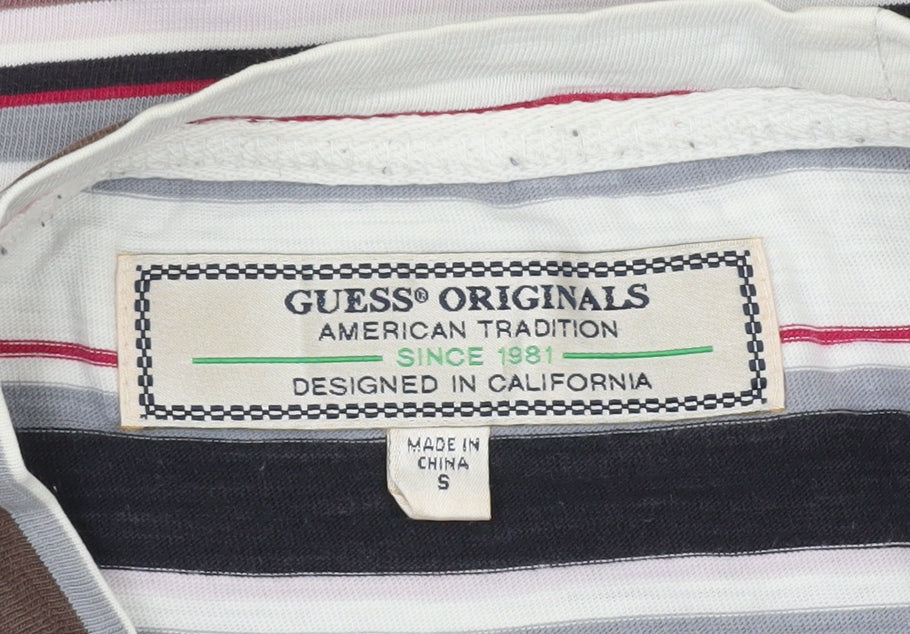 GUESS® ORIGINALS
AMERICAN TRADITION
SINCE 1981
DESIGNED IN CALIFORNIA
MADE IN
CHINA
S